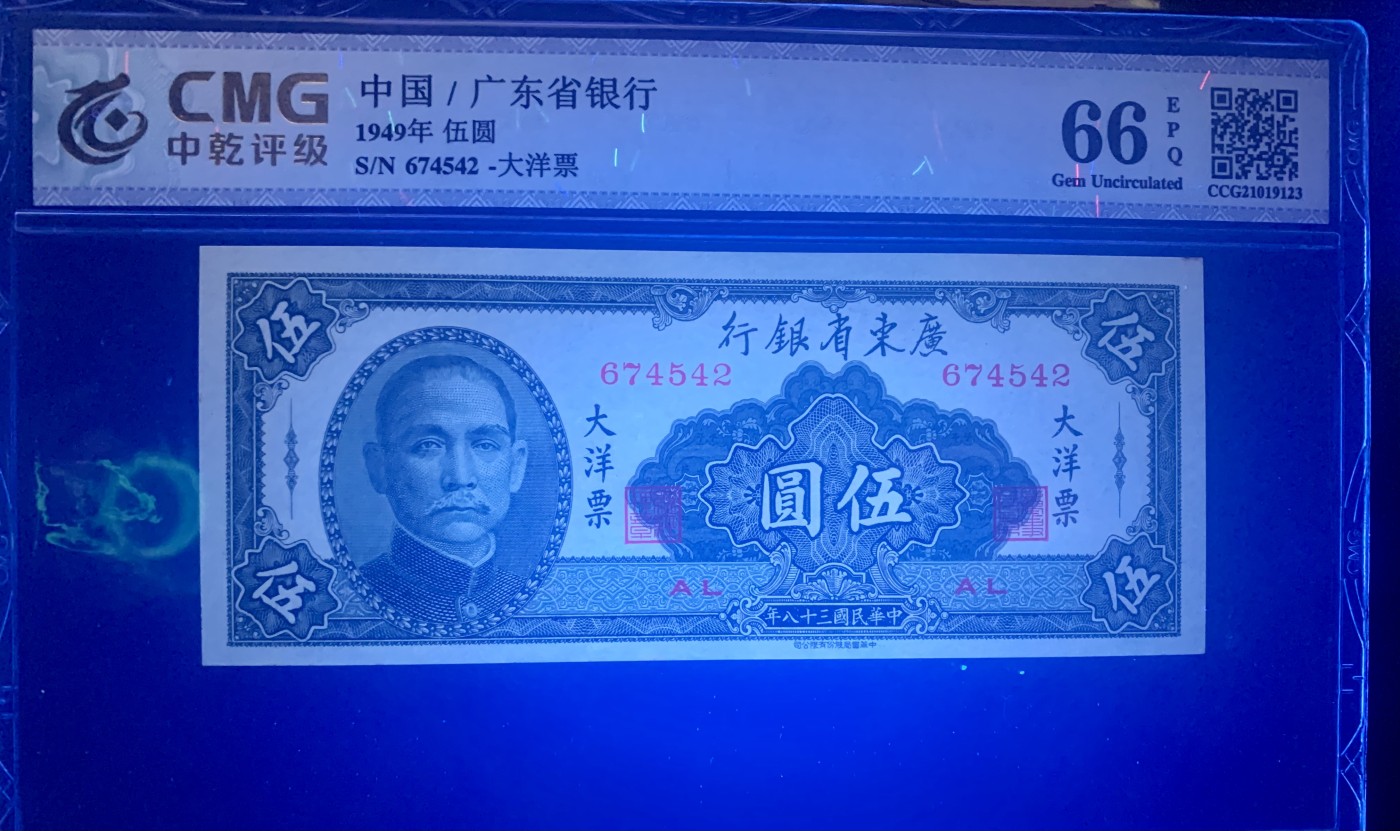 CMG
中乾评级
中国 / 广东省银行
1949年 伍圆
S/N 674542 -大洋票
66
EPQ
Gem Uncirculated
CCG21019123
伍
伍
行銀省東廣
674542
674542
大洋票
大洋票
圓伍
AL
AL
伍
伍
年八十三國民華中
CMG
CMG
CMG